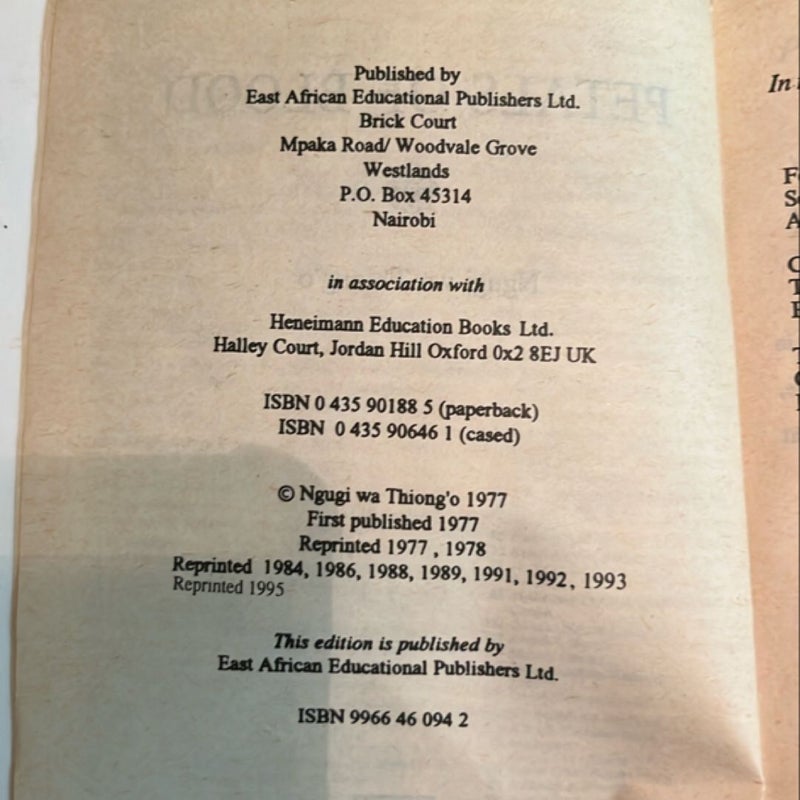 Published by
East African Educational Publishers Ltd.
Brick Court
Mpaka Road/ Woodvale Grove
Westlands
P.O. Box 45314
Nairobi
in association with
Heneimann Education Books Ltd.
Halley Court, Jordan Hill Oxford 0x2 8EJ UK
ISBN 0 435 90188 5 (paperback)
ISBN 0 435 90646 1 (cased)
© Ngugi wa Thiong'o 1977
First published 1977
Reprinted 1977 , 1978
Reprinted 1984, 1986, 1988, 1989, 1991, 1992, 1993
Reprinted 1995
This edition is published by
East African Educational Publishers Ltd.
ISBN 9966 46 094 2
In